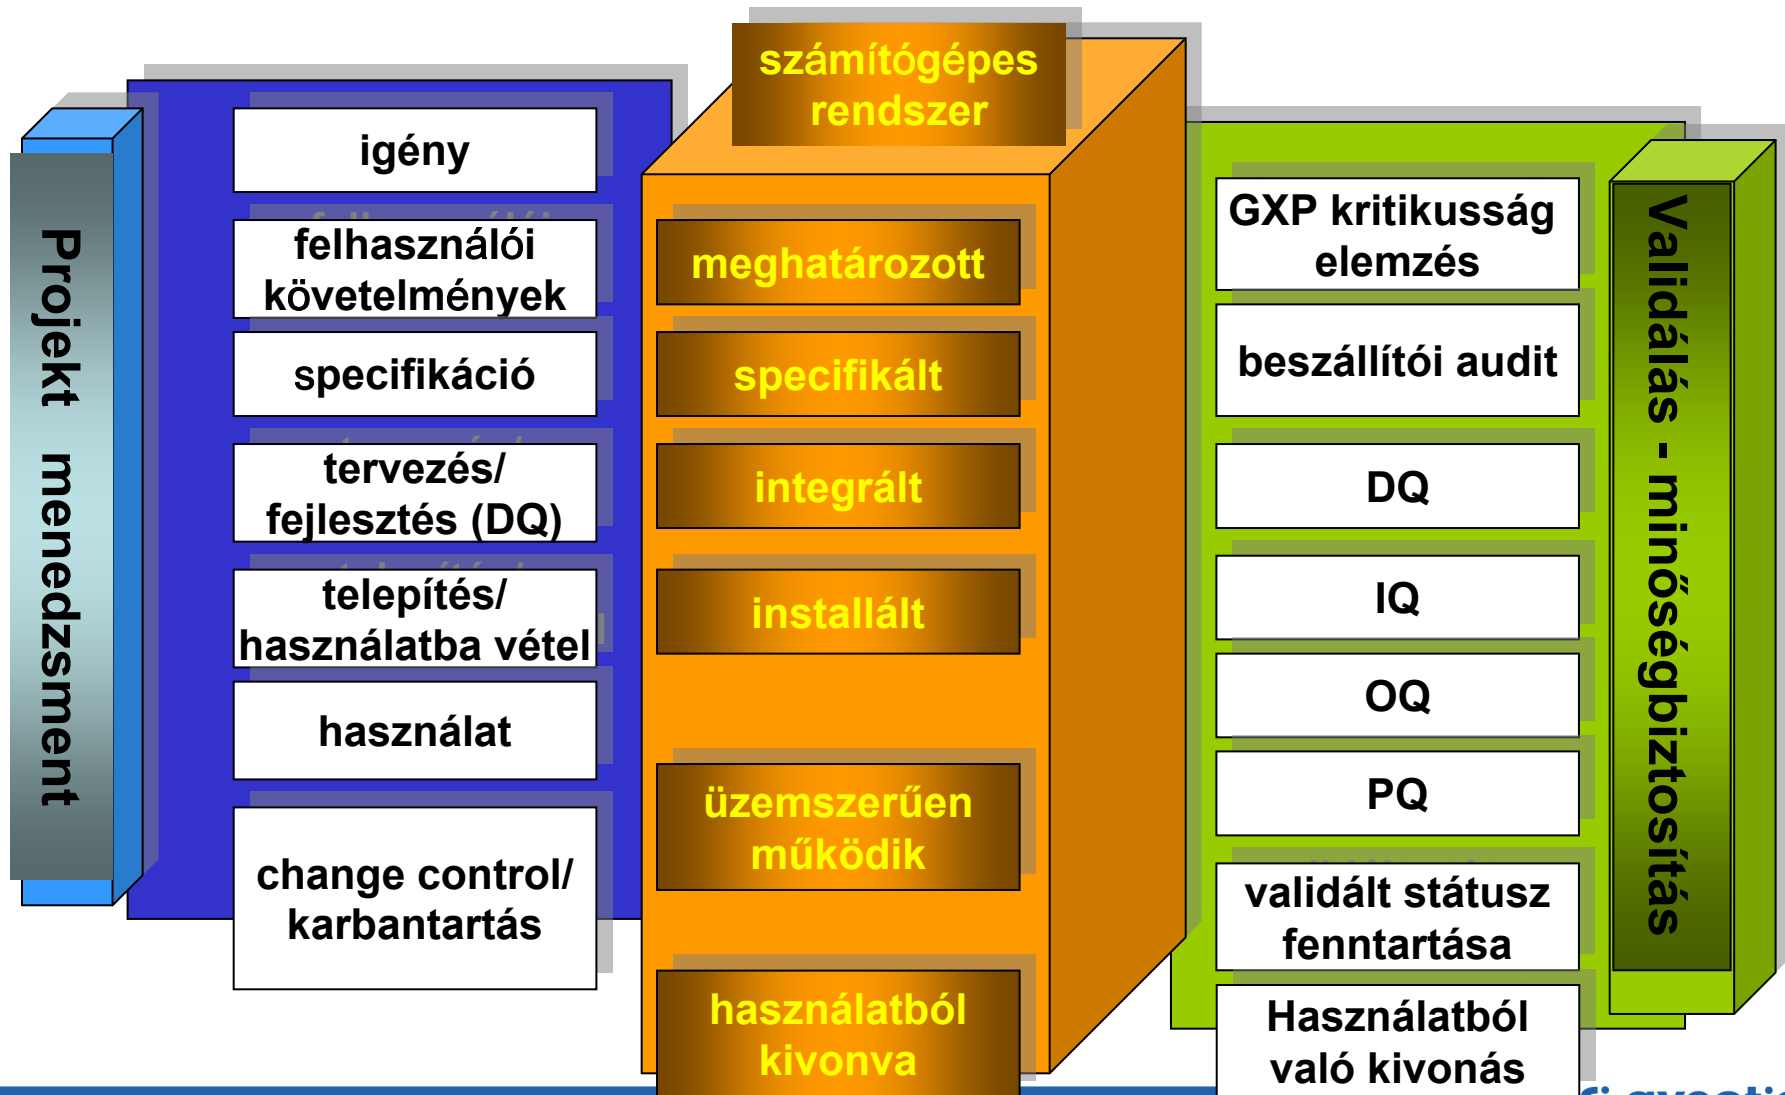 Projekt menedzsment
igény
felhasználói
követelmények
specifikáció
tervezés/
fejlesztés (DQ)
telepítés/
használatba vétel
használat
change control/
karbantartás
számítógépes
rendszer
meghatározott
specifikált
integrált
installált
üzemszerűen
működik
használatból
kivonva
GXP kritikusság
elemzés
beszállítói audit
DQ
IQ
OQ
PQ
validált státusz
fenntartása
Használatból
való kivonás
Validálás - minőségbiztosítás